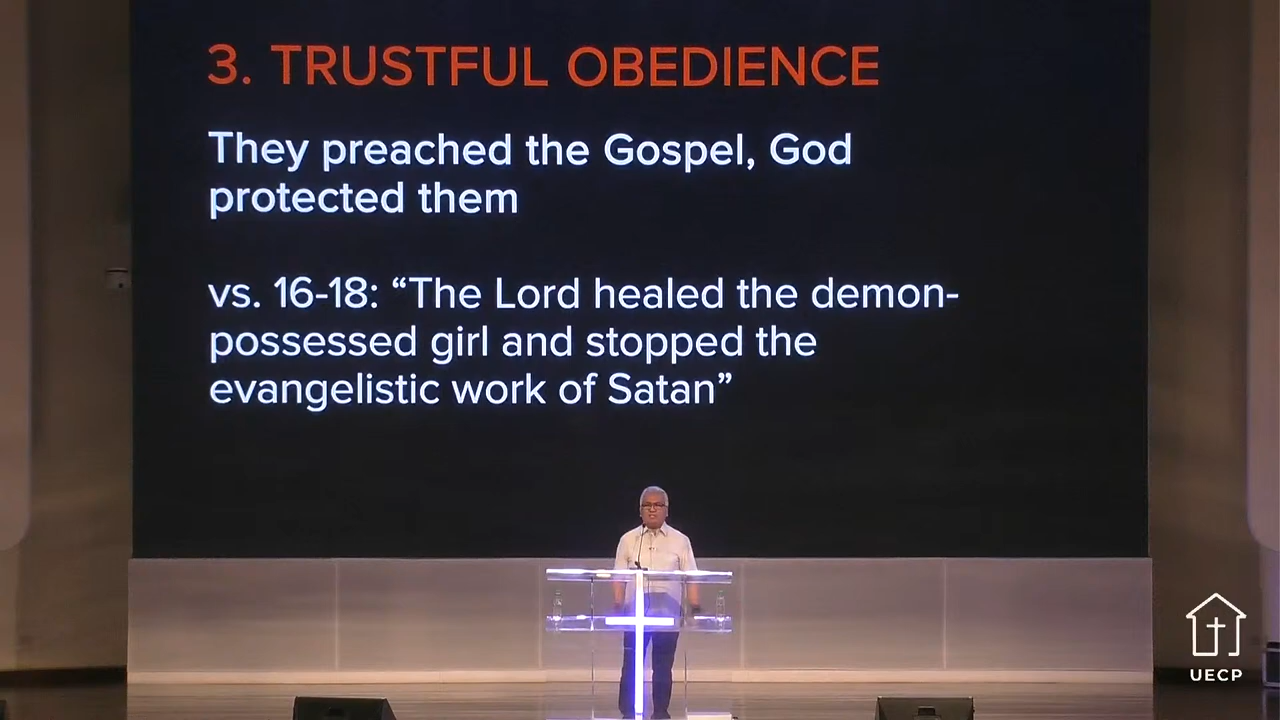 3. TRUSTFUL OBEDIENCE
They preached the Gospel, God
protected them
vs. 16-18: “The Lord healed the demon-
possessed girl and stopped the
evangelistic work of Satan”
UECP